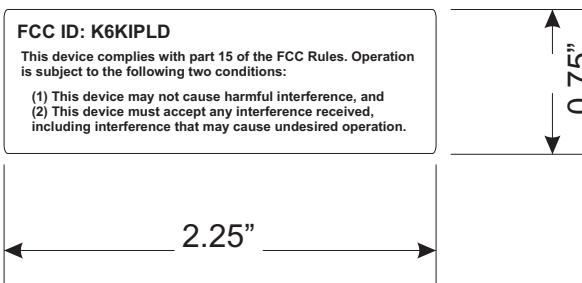 FCC ID: K6KIPLD
This device complies with part 15 of the FCC Rules. Operation
is subject to the following two conditions:
(1) This device may not cause harmful interference, and
(2) This device must accept any interference received,
including interference that may cause undesired operation.
0.75”
2.25”